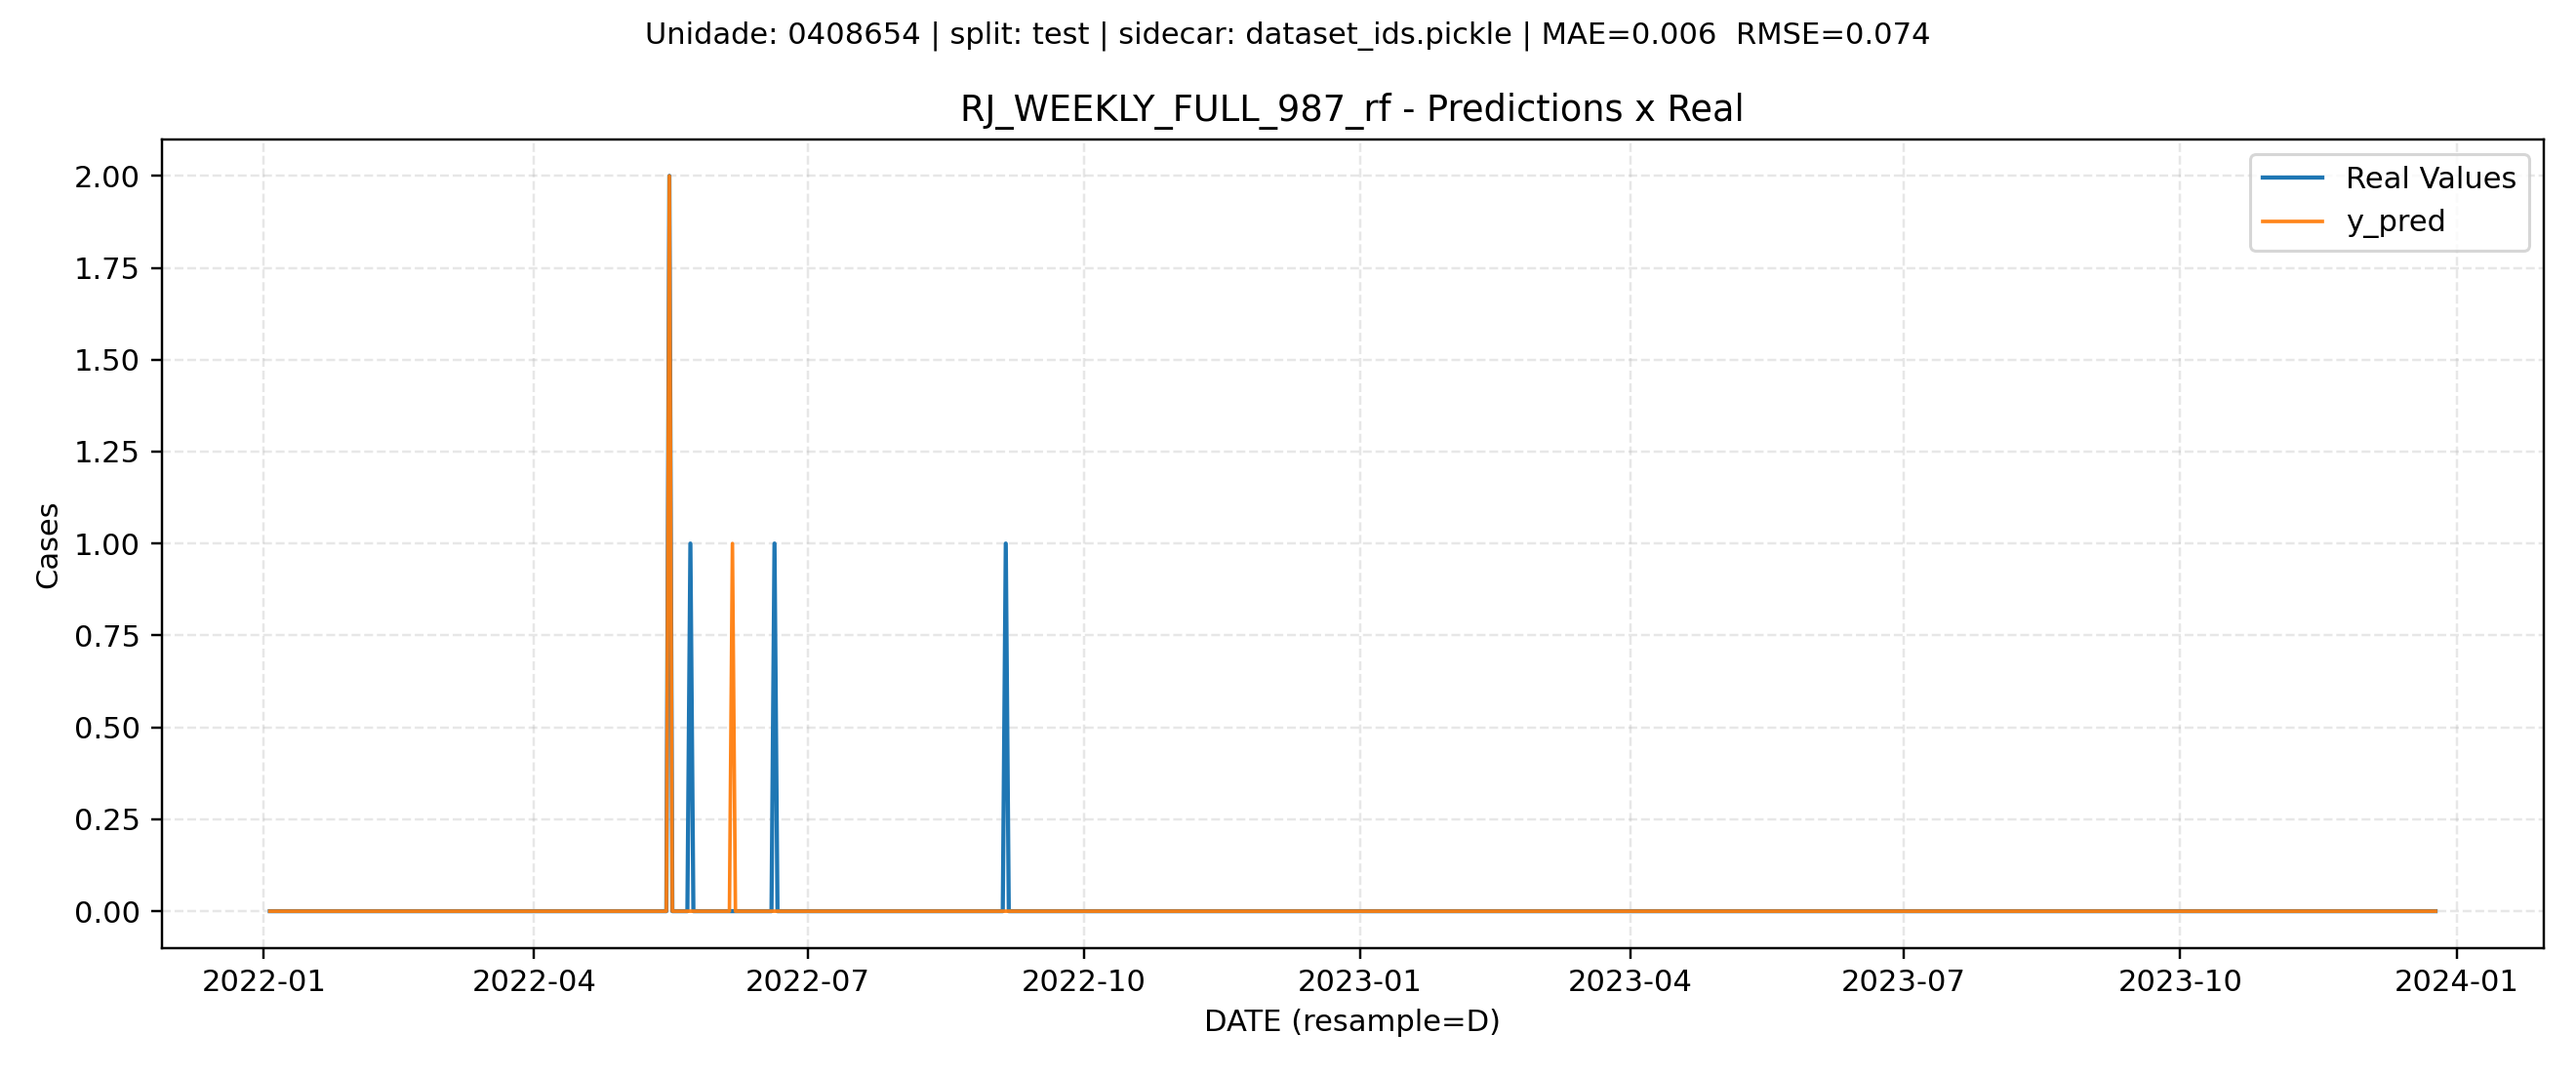 Unidade: 0408654 | split: test | sidecar: dataset_ids.pickle | MAE=0.006  RMSE=0.074
RJ_WEEKLY_FULL_987_rf - Predictions x Real
Real Values
y_pred
Cases
2.00
1.75
1.50
1.25
1.00
0.75
0.50
0.25
0.00
2022-01 2022-04 2022-07 2022-10 2023-01 2023-04 2023-07 2023-10 2024-01
DATE (resample=D)